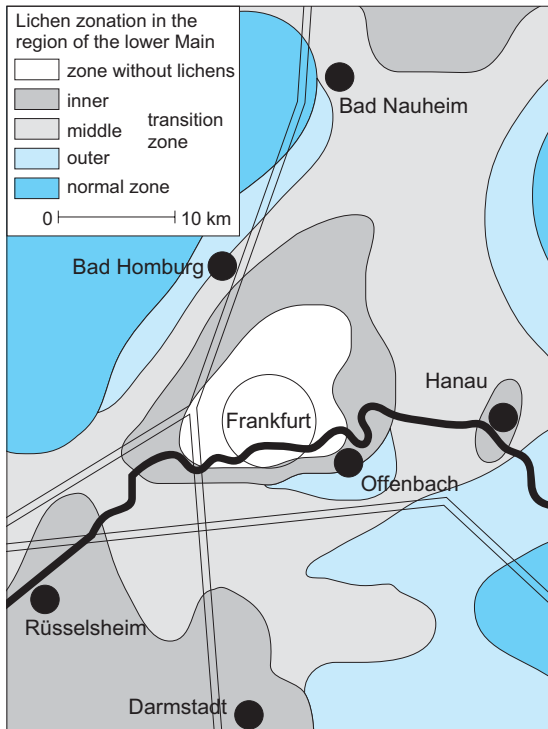 Lichen zonation in the
region of the lower Main
zone without lichens
inner
middle
transition
zone
outer
normal zone
0 10 km
Bad Nauheim
Bad Homburg
Hanau
Frankfurt
Offenbach
Rüsselsheim
Darmstadt